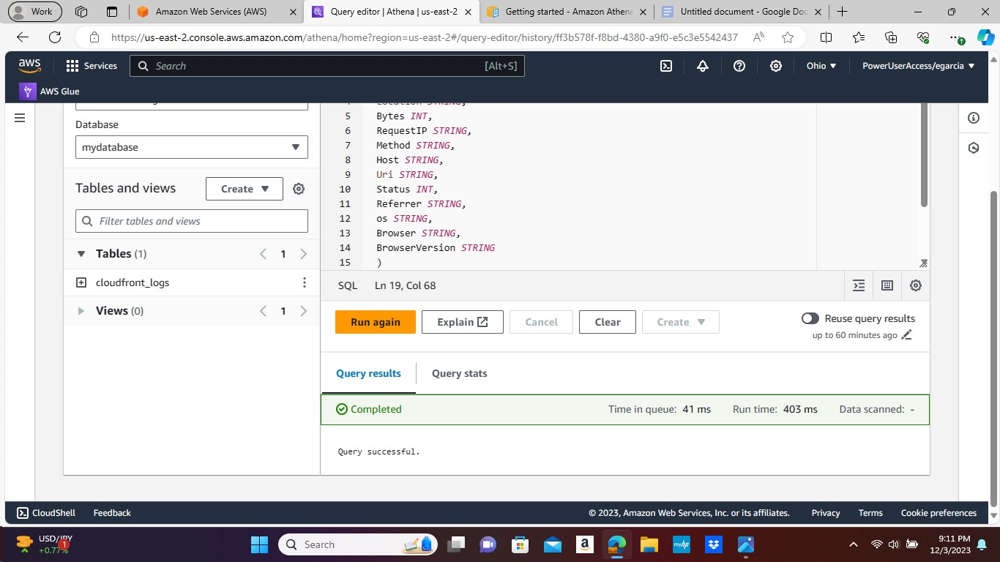 Work
Amazon Web Services (AWS)
Query editor | Athena | us-east-2
Getting started - Amazon Athena
Untitled document - Google Doc
https://us-east-2.console.aws.amazon.com/athena/home?region=us-east-2#/query-editor/history/ff3b578f-f8bd-4380-a9f0-e5c3e5542437
aws
Services
Search
[Alt+S]
Ohio
PowerUserAccess/egarcia
AWS Glue
Database
mydatabase
Tables and views
Create
Filter tables and views
Tables (1)
1
cloudfront_logs
Views (0)
1
4 Location STRING,
5 Bytes INT,
6 RequestIP STRING,
7 Method STRING,
8 Host STRING,
9 Uri STRING,
10 Status INT,
11 Referrer STRING,
12 os STRING,
13 Browser STRING,
14 BrowserVersion STRING
15 )
SQL Ln 19, Col 68
Run again
Explain
Cancel
Clear
Create
Reuse query results
up to 60 minutes ago
Query results
Query stats
Completed
Time in queue: 41 ms
Run time: 403 ms
Data scanned: -
Query successful.
CloudShell
Feedback
© 2023, Amazon Web Services, Inc. or its affiliates.
Privacy
Terms
Cookie preferences
USD/JPY
1
+0.77%
Search
a
myhp
9:11 PM
12/3/2023